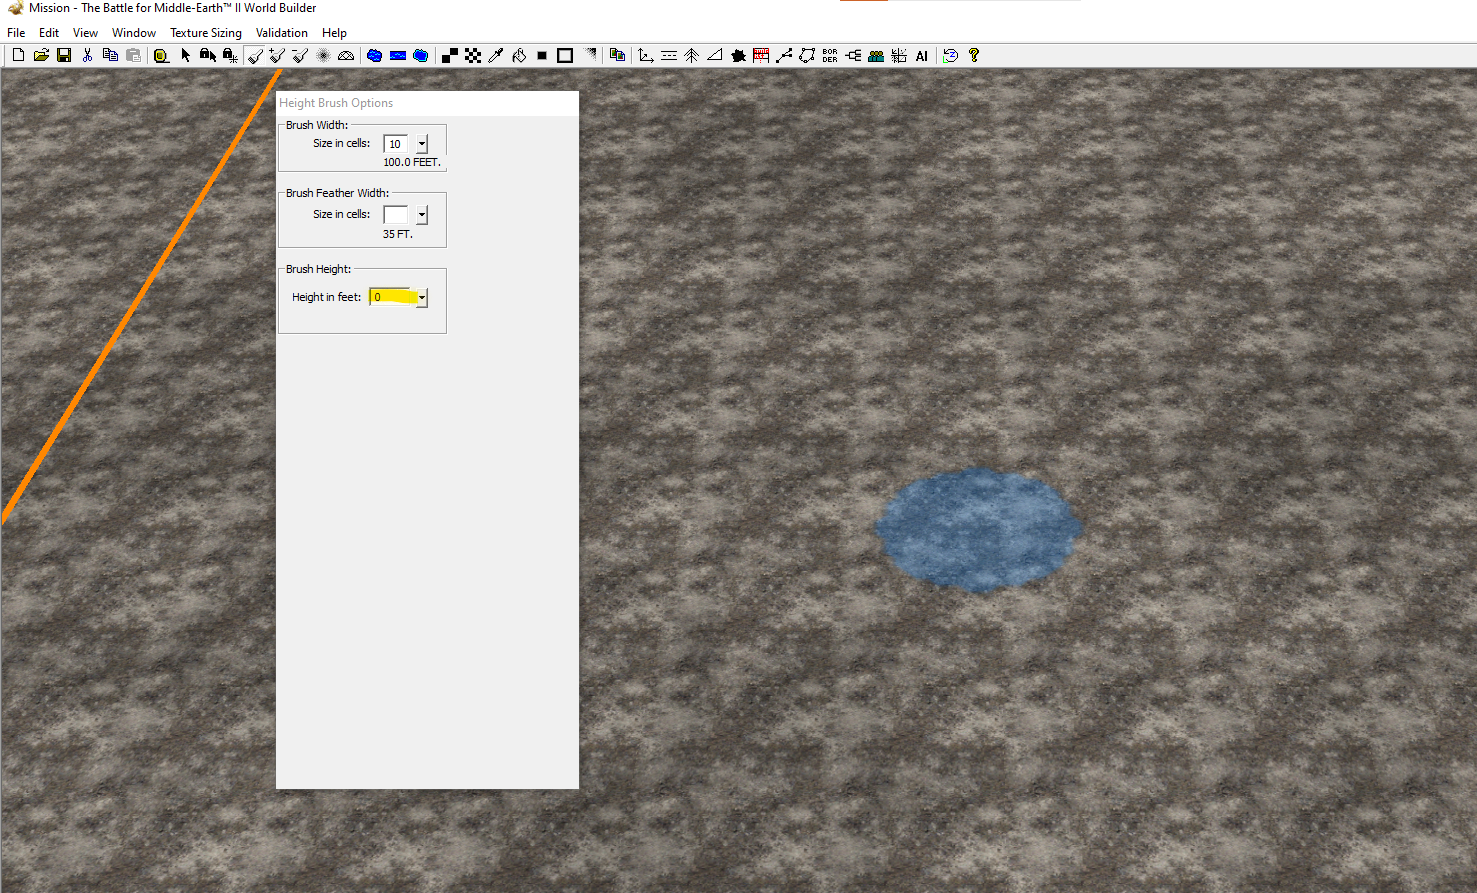 Mission - The Battle for Middle-Earth™ II World Builder
File Edit View Window Texture Sizing Validation Help
BOR
DER
AI
Height Brush Options
Brush Width:
Size in cells: 10
100.0 FEET.
Brush Feather Width:
Size in cells:
35 FT.
Brush Height:
Height in feet: 0